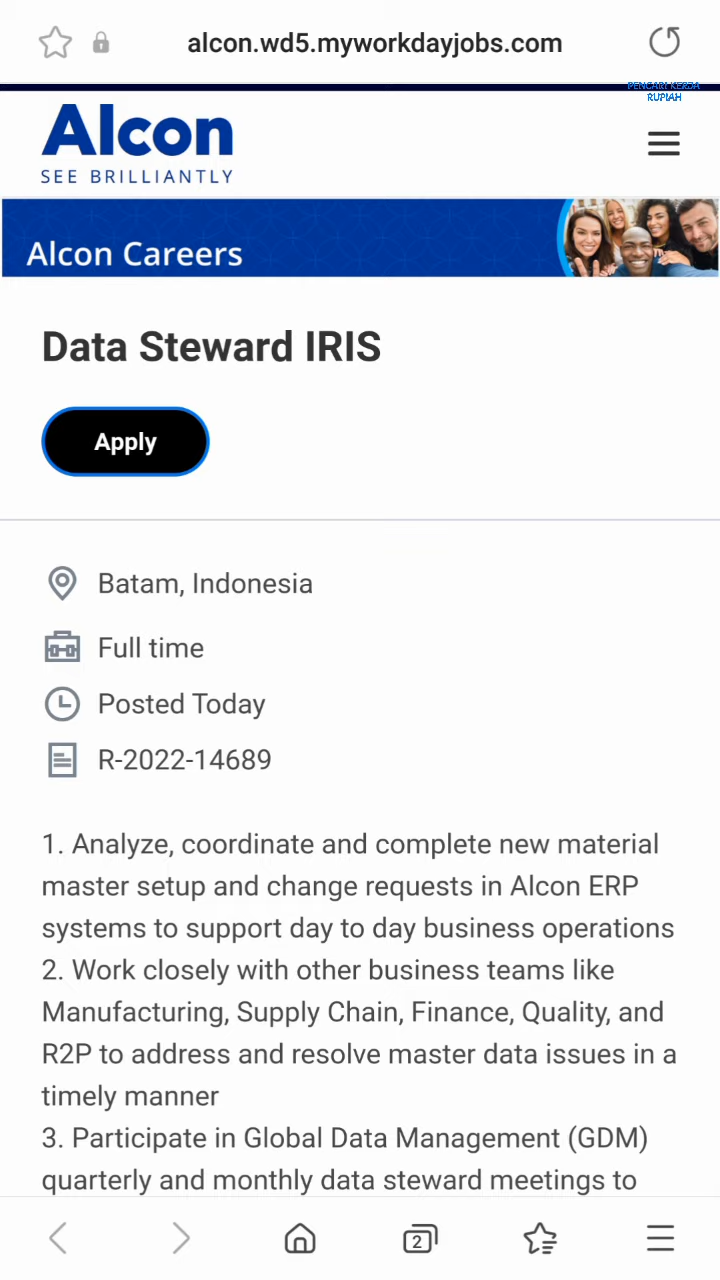 alcon.wd5.myworkdayjobs.com
PENCARI KERJA
RUPIAH
Alcon
SEE BRILLIANTLY
Alcon Careers
Data Steward IRIS
Apply
Batam, Indonesia
Full time
Posted Today
R-2022-14689
1. Analyze, coordinate and complete new material
master setup and change requests in Alcon ERP
systems to support day to day business operations
2. Work closely with other business teams like
Manufacturing, Supply Chain, Finance, Quality, and
R2P to address and resolve master data issues in a
timely manner
3. Participate in Global Data Management (GDM)
quarterly and monthly data steward meetings to
2